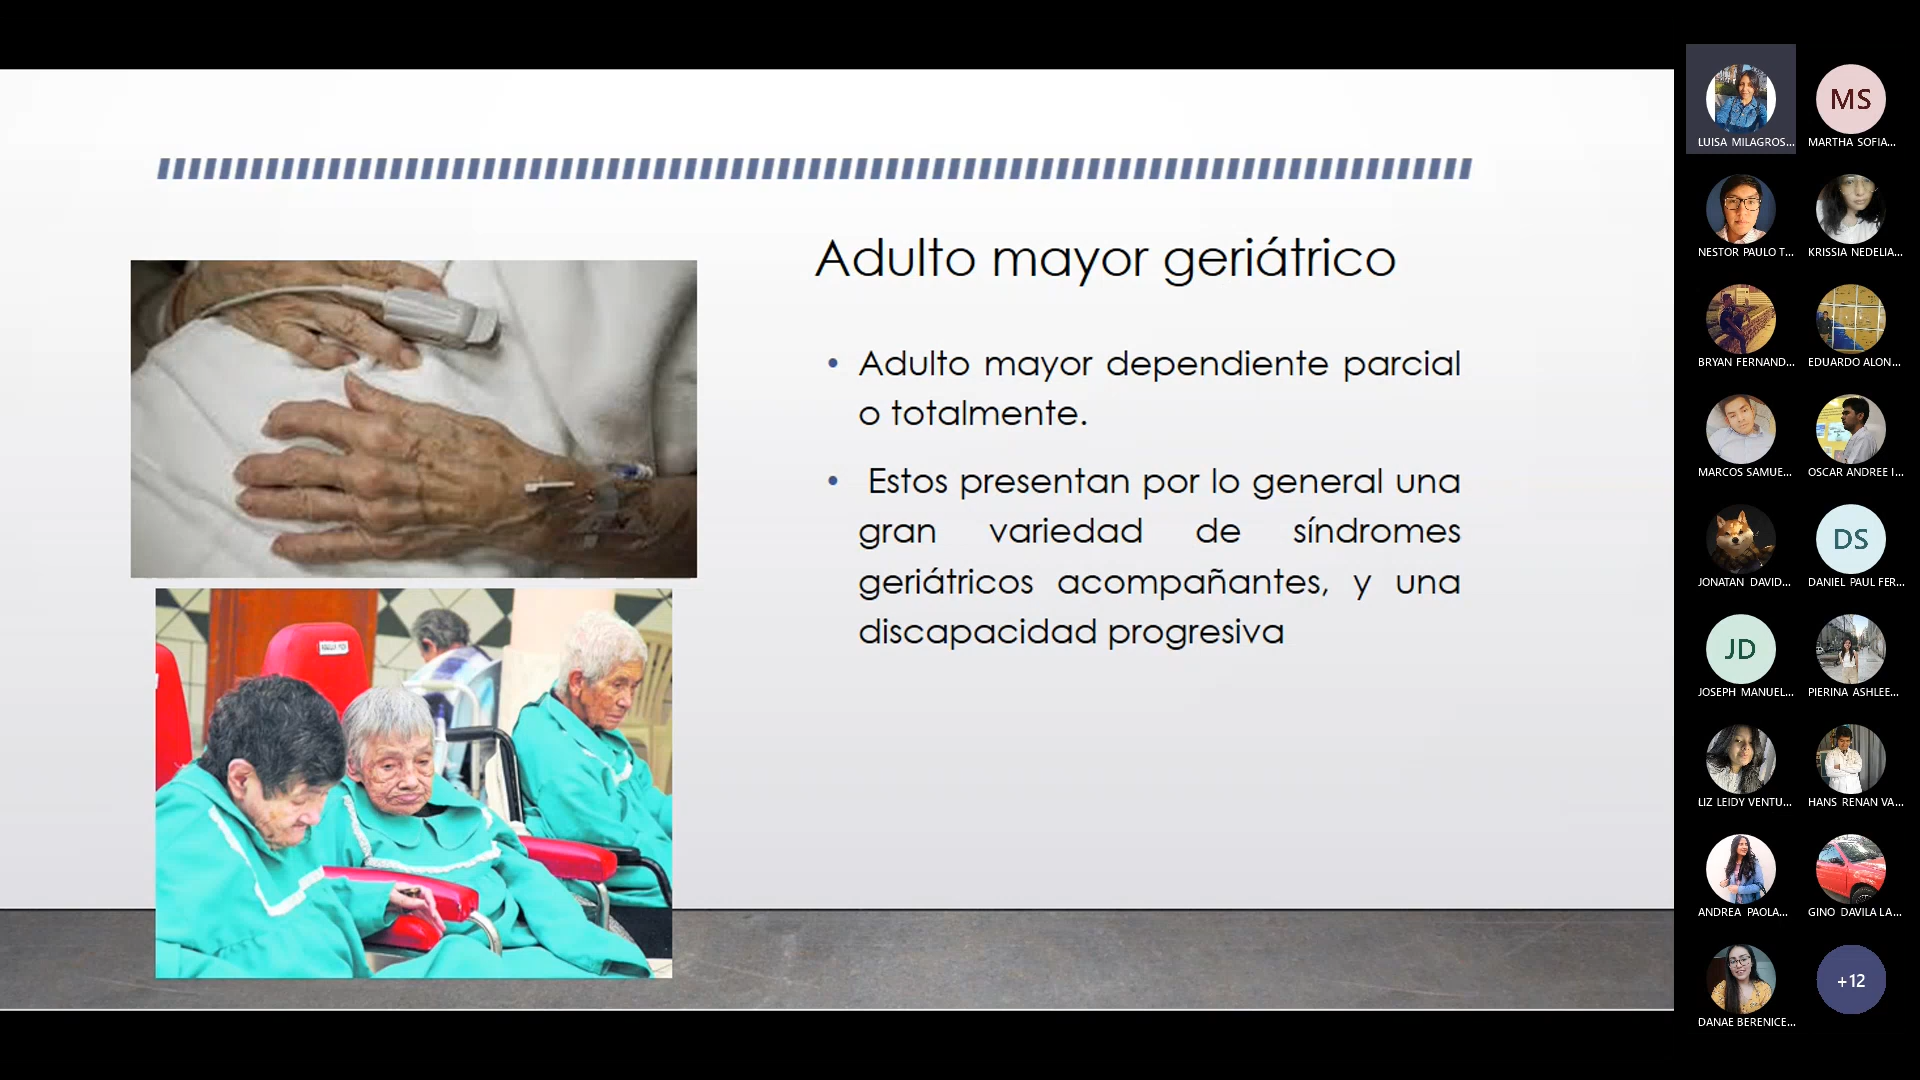 Adulto mayor geriátrico
• Adulto mayor dependiente parcial
o totalmente.
• Estos presentan por lo general una
gran variedad de síndromes
geriátricos acompañantes, y una
discapacidad progresiva
LUISA MILAGROS...
MS
MARTHA SOFIA...
NESTOR PAULO T...
KRISSIA NEDELIA...
BRYAN FERNAND...
EDUARDO ALON...
MARCOS SAMUE...
OSCAR ANDREE I...
JONATAN DAVID...
DS
DANIEL PAUL FER...
JD
JOSEPH MANUEL...
PIERINA ASHLEE...
LIZ LEIDY VENTU...
HANS RENAN VA...
ANDREA PAOLA...
GINO DAVILA LA...
DANAE BERENICE...
+12